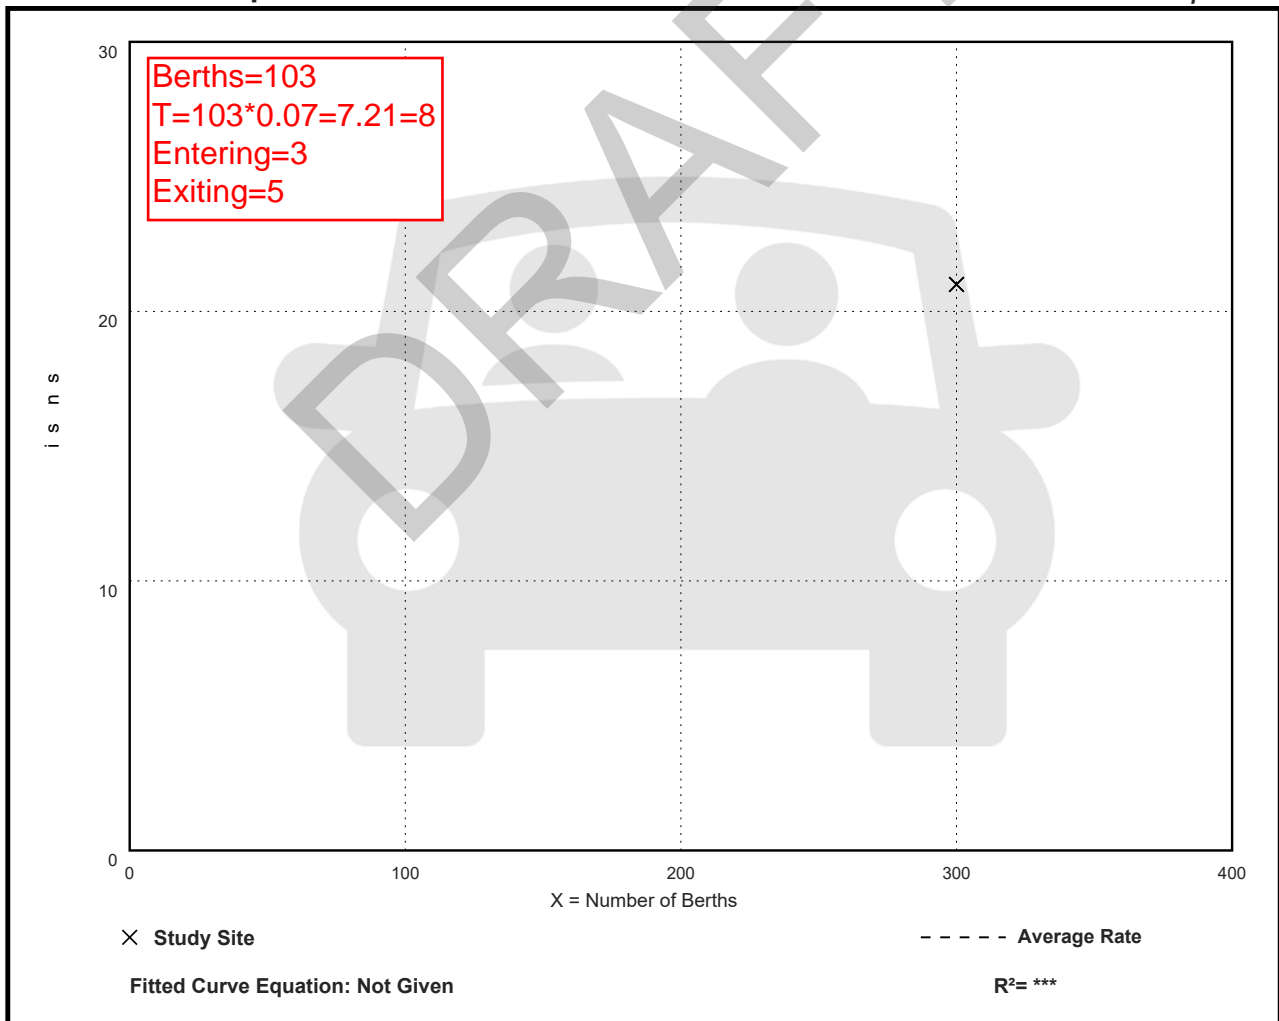 30
Berths=103
T=103*0.07=7.21=8
Entering=3
Exiting=5
DRAF
20
i s n s
10
0
0 100 200 300 400
X = Number of Berths
Study Site
Average Rate
Fitted Curve Equation: Not Given
R²= ***